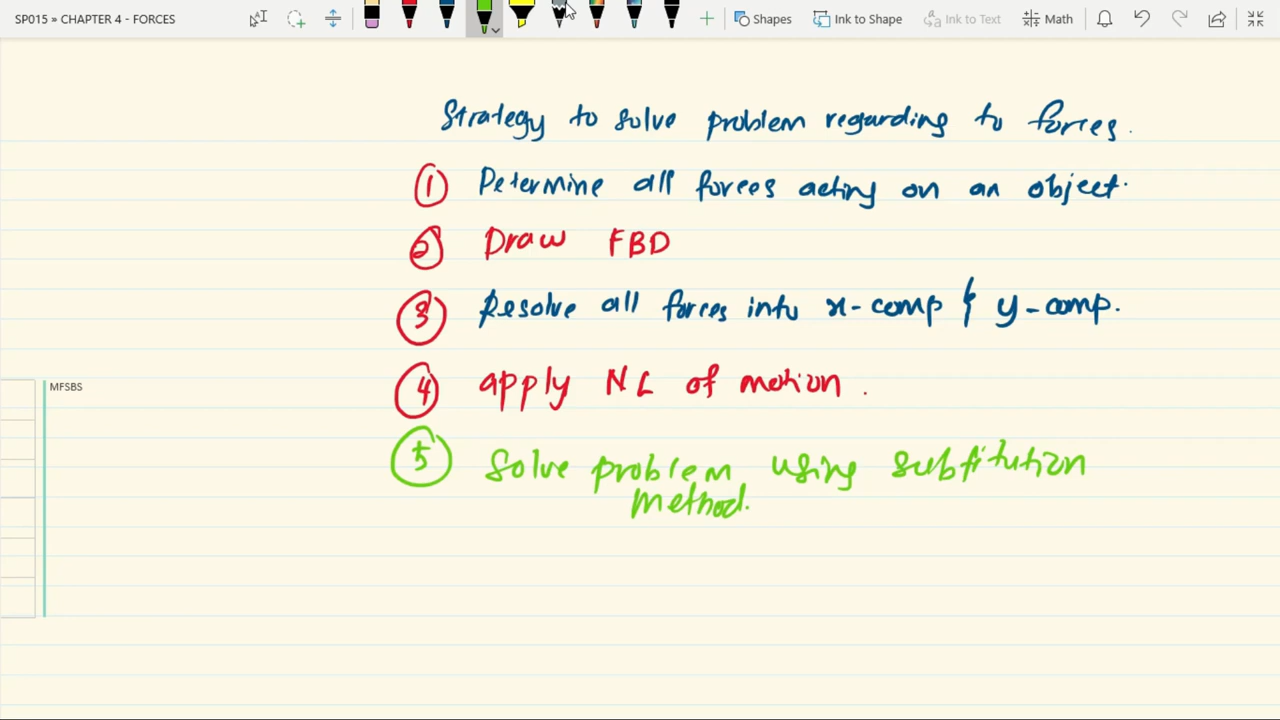 SP015 » CHAPTER 4 - FORCES
Shapes
Ink to Shape
Ink to Text
Math
Strategy to solve problem regarding to forces.
① Determine all forces acting on an object.
② Draw FBD
③ Resolve all forces into x-comp & y-comp.
MFSBS
④ apply NL of motion.
⑤ Solve problem using subtitution
method.